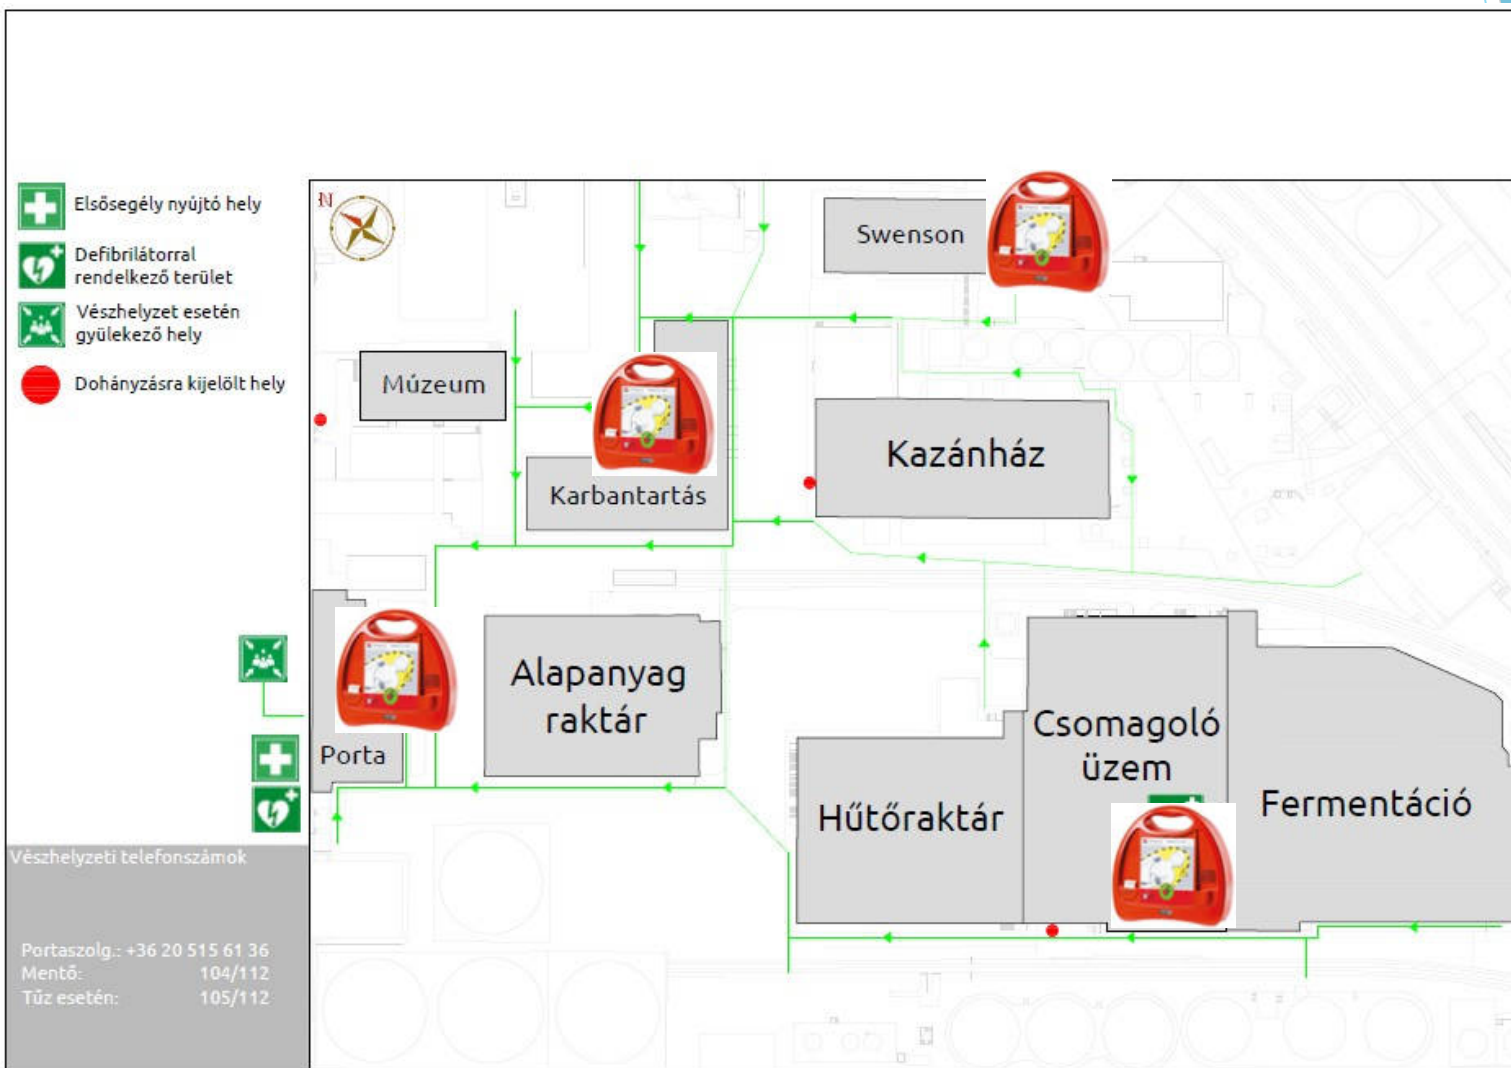 Elsősegély nyújtó hely
Defibrilátorral
rendelkező terület
Vészhelyzet esetén
gyülekező hely
Dohányzásra kijelölt hely
N
Swenson
Múzeum
Karbantartás
Kazánház
Alapanyag
raktár
Porta
Csomagoló
üzem
Hűtőraktár
Fermentáció
Vészhelyzeti telefonszámok
Portaszolg.: +36 20 515 61 36
Mentő: 104/112
Tűz esetén: 105/112